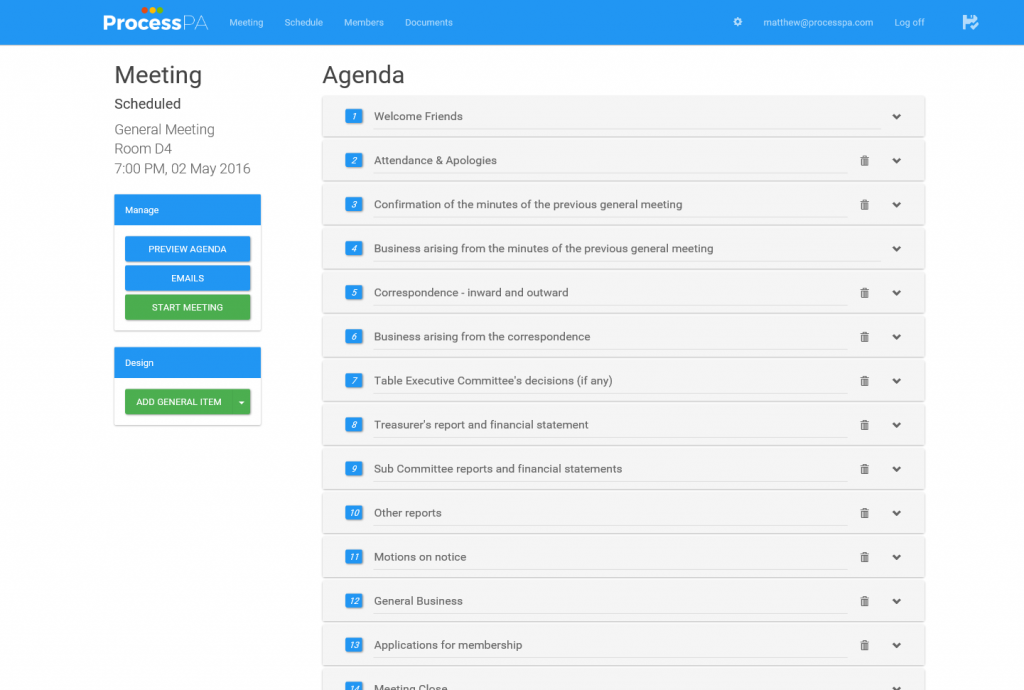 ProcessPA Meeting Schedule Members Documents matthew@processpa.com Log off
Meeting
Scheduled
General Meeting
Room D4
7:00 PM, 02 May 2016
Manage
PREVIEW AGENDA
EMAILS
START MEETING
Design
ADD GENERAL ITEM
Agenda
1 Welcome Friends
2 Attendance & Apologies
3 Confirmation of the minutes of the previous general meeting
4 Business arising from the minutes of the previous general meeting
5 Correspondence - inward and outward
6 Business arising from the correspondence
7 Table Executive Committee's decisions (if any)
8 Treasurer's report and financial statement
9 Sub Committee reports and financial statements
10 Other reports
11 Motions on notice
12 General Business
13 Applications for membership
14 Meeting Close